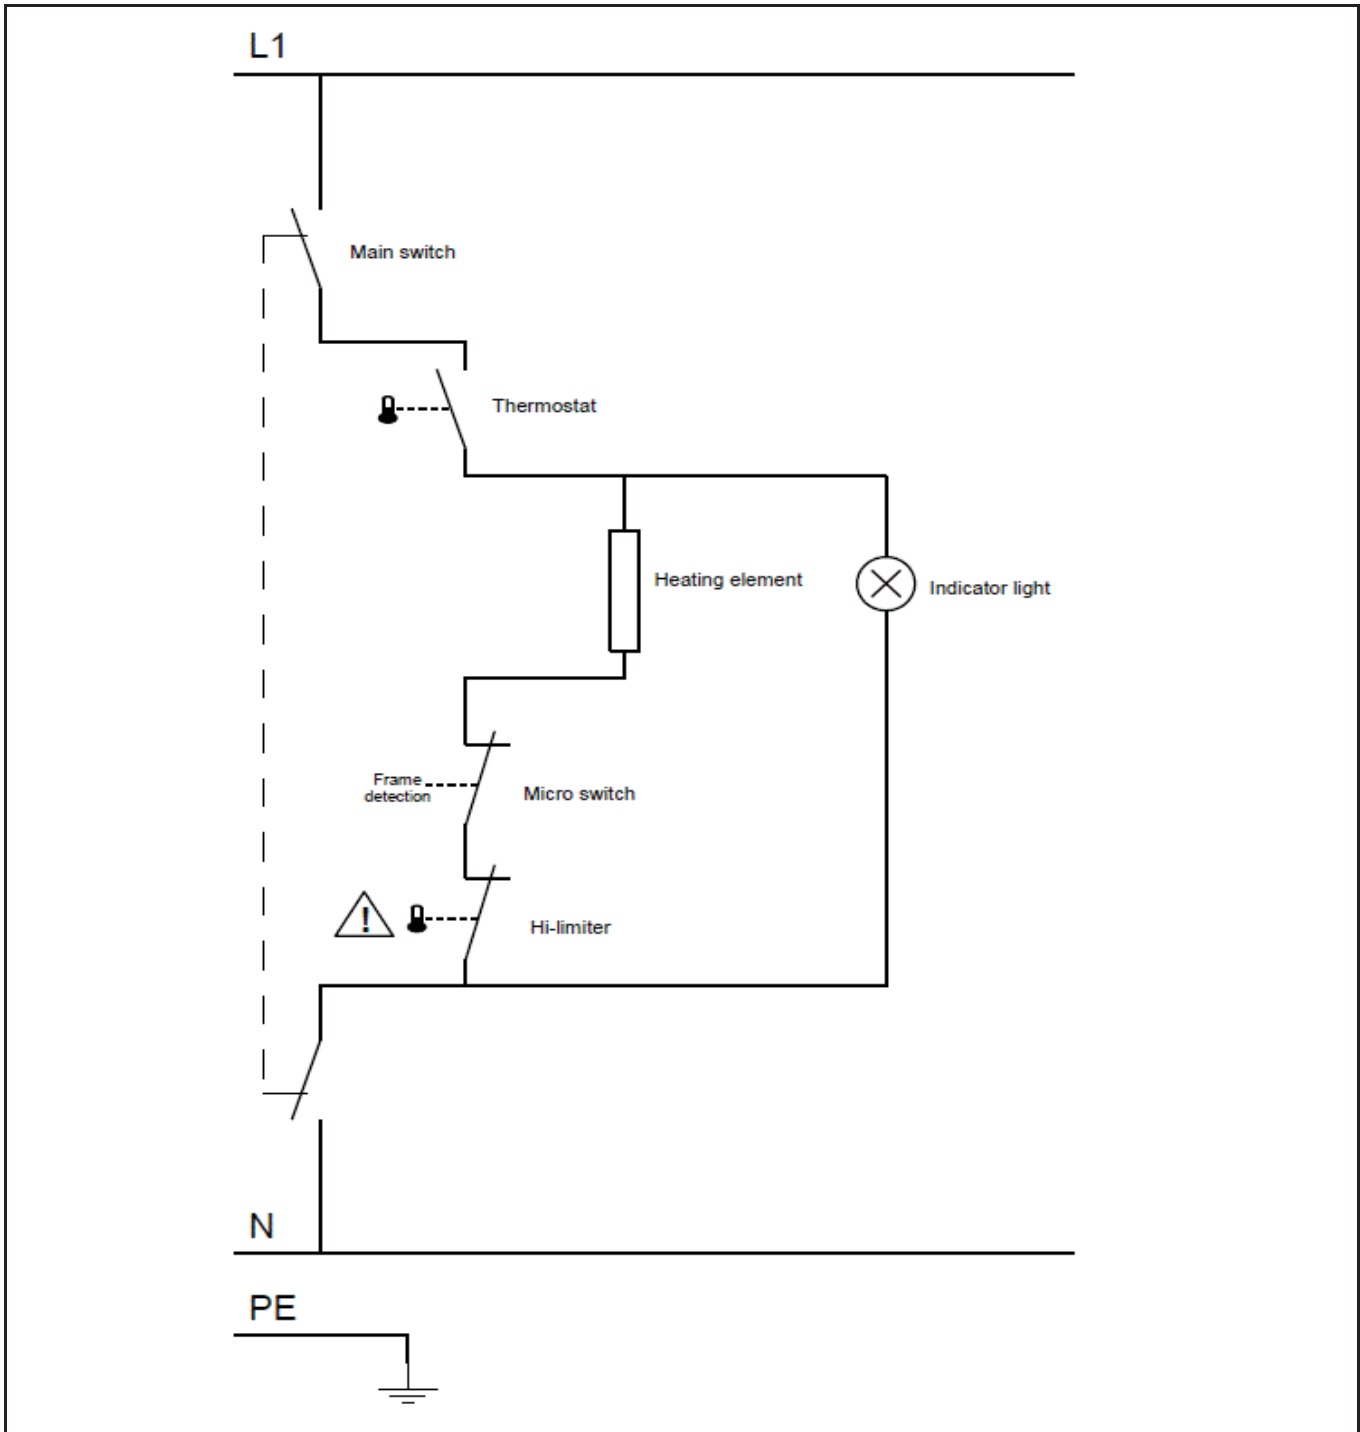 L1
Main switch
Thermostat
Heating element
Indicator light
Frame
detection
Micro switch
!
Hi-limiter
N
PE